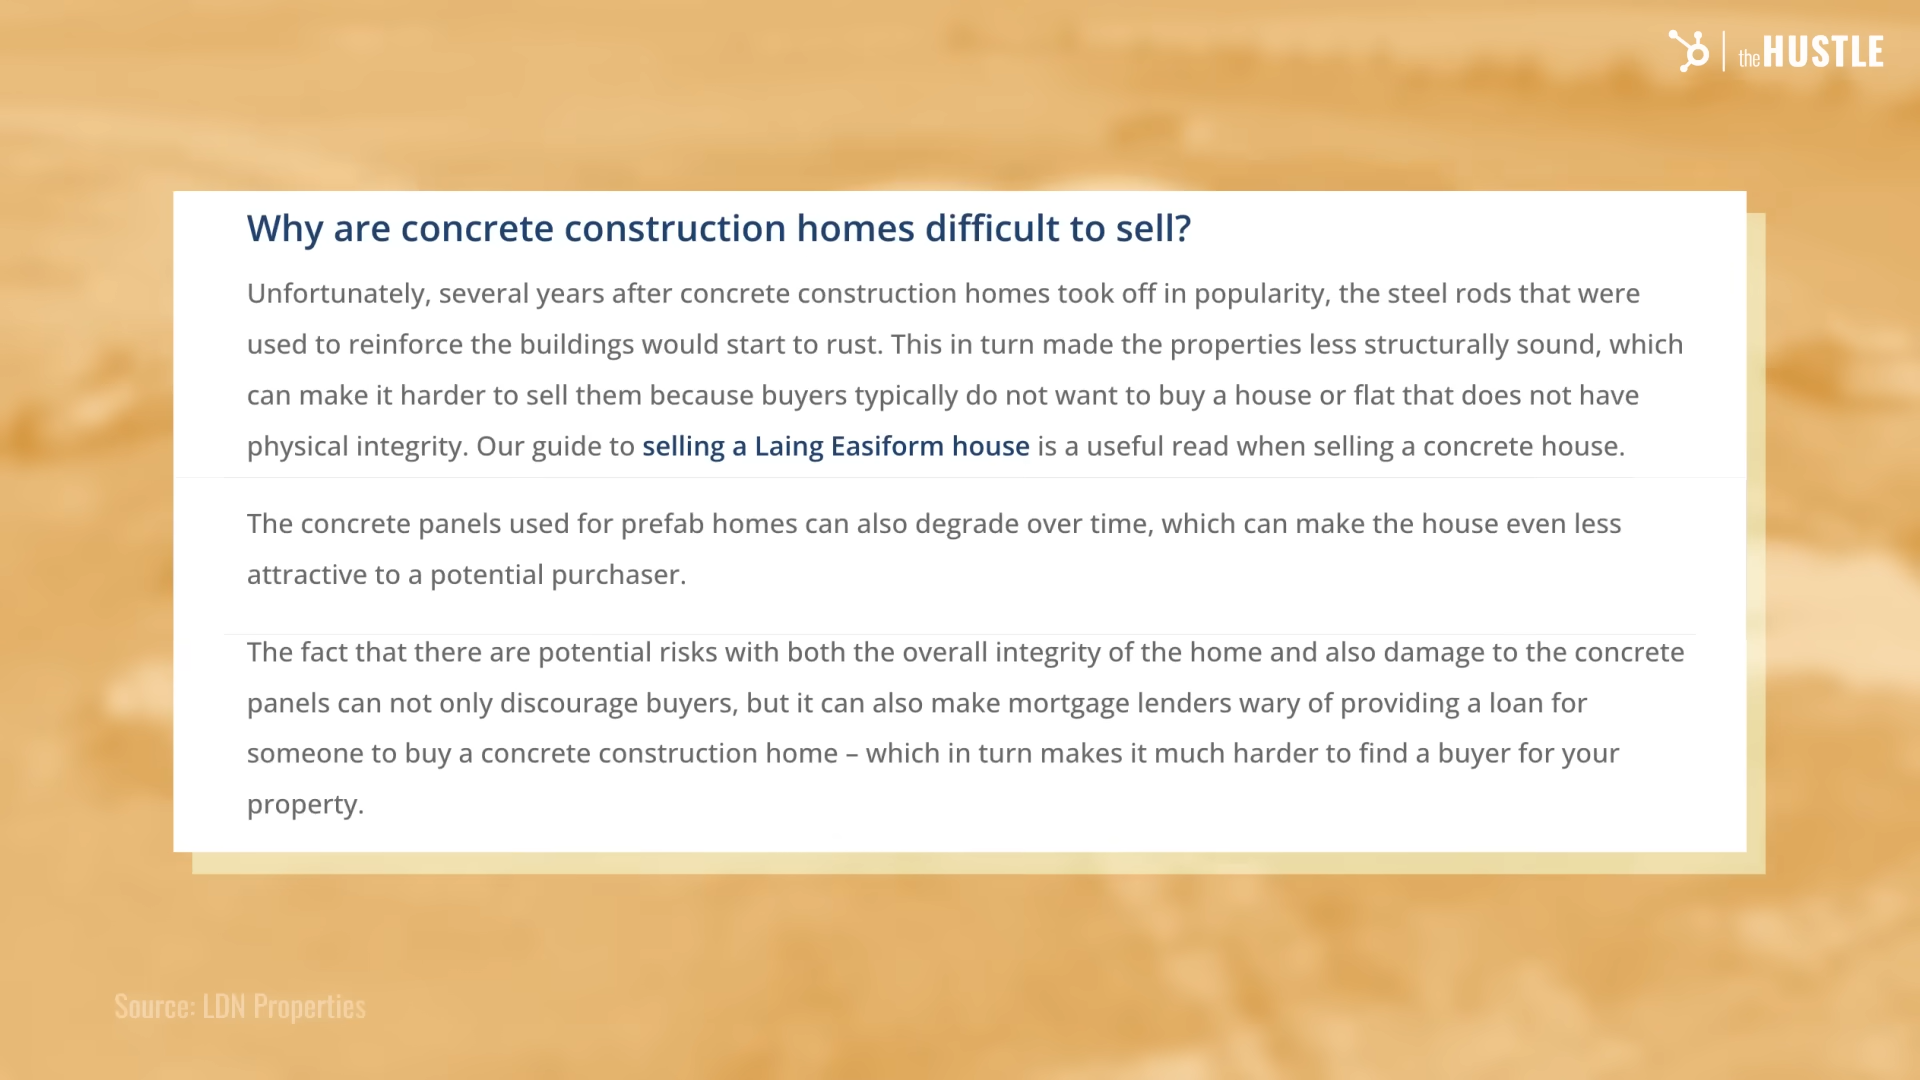 the HUSTLE
Why are concrete construction homes difficult to sell?
Unfortunately, several years after concrete construction homes took off in popularity, the steel rods that were
used to reinforce the buildings would start to rust. This in turn made the properties less structurally sound, which
can make it harder to sell them because buyers typically do not want to buy a house or flat that does not have
physical integrity. Our guide to selling a Laing Easiform house is a useful read when selling a concrete house.
The concrete panels used for prefab homes can also degrade over time, which can make the house even less
attractive to a potential purchaser.
The fact that there are potential risks with both the overall integrity of the home and also damage to the concrete
panels can not only discourage buyers, but it can also make mortgage lenders wary of providing a loan for
someone to buy a concrete construction home – which in turn makes it much harder to find a buyer for your
property.
Source: LDN Properties